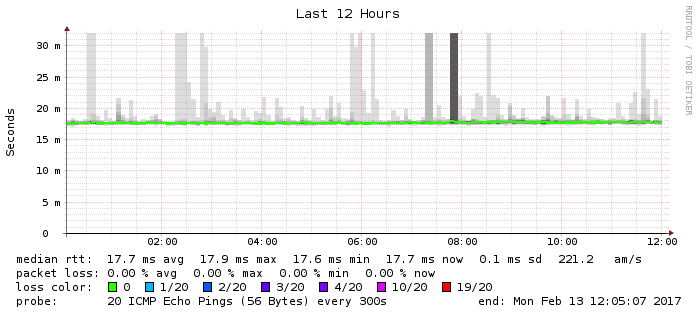 Last 12 Hours
RRDTOOL / TOBI OETIKER
Seconds
30 m
25 m
20 m
15 m
10 m
5 m
0
02:00 04:00 06:00 08:00 10:00 12:00
median rtt: 17.7 ms avg 17.9 ms max 17.6 ms min 17.7 ms now 0.1 ms sd 221.2 am/s
packet loss: 0.00 % avg 0.00 % max 0.00 % min 0.00 % now
loss color: 0 1/20 2/20 3/20 4/20 10/20 19/20
probe: 20 ICMP Echo Pings (56 Bytes) every 300s end: Mon Feb 13 12:05:07 2017